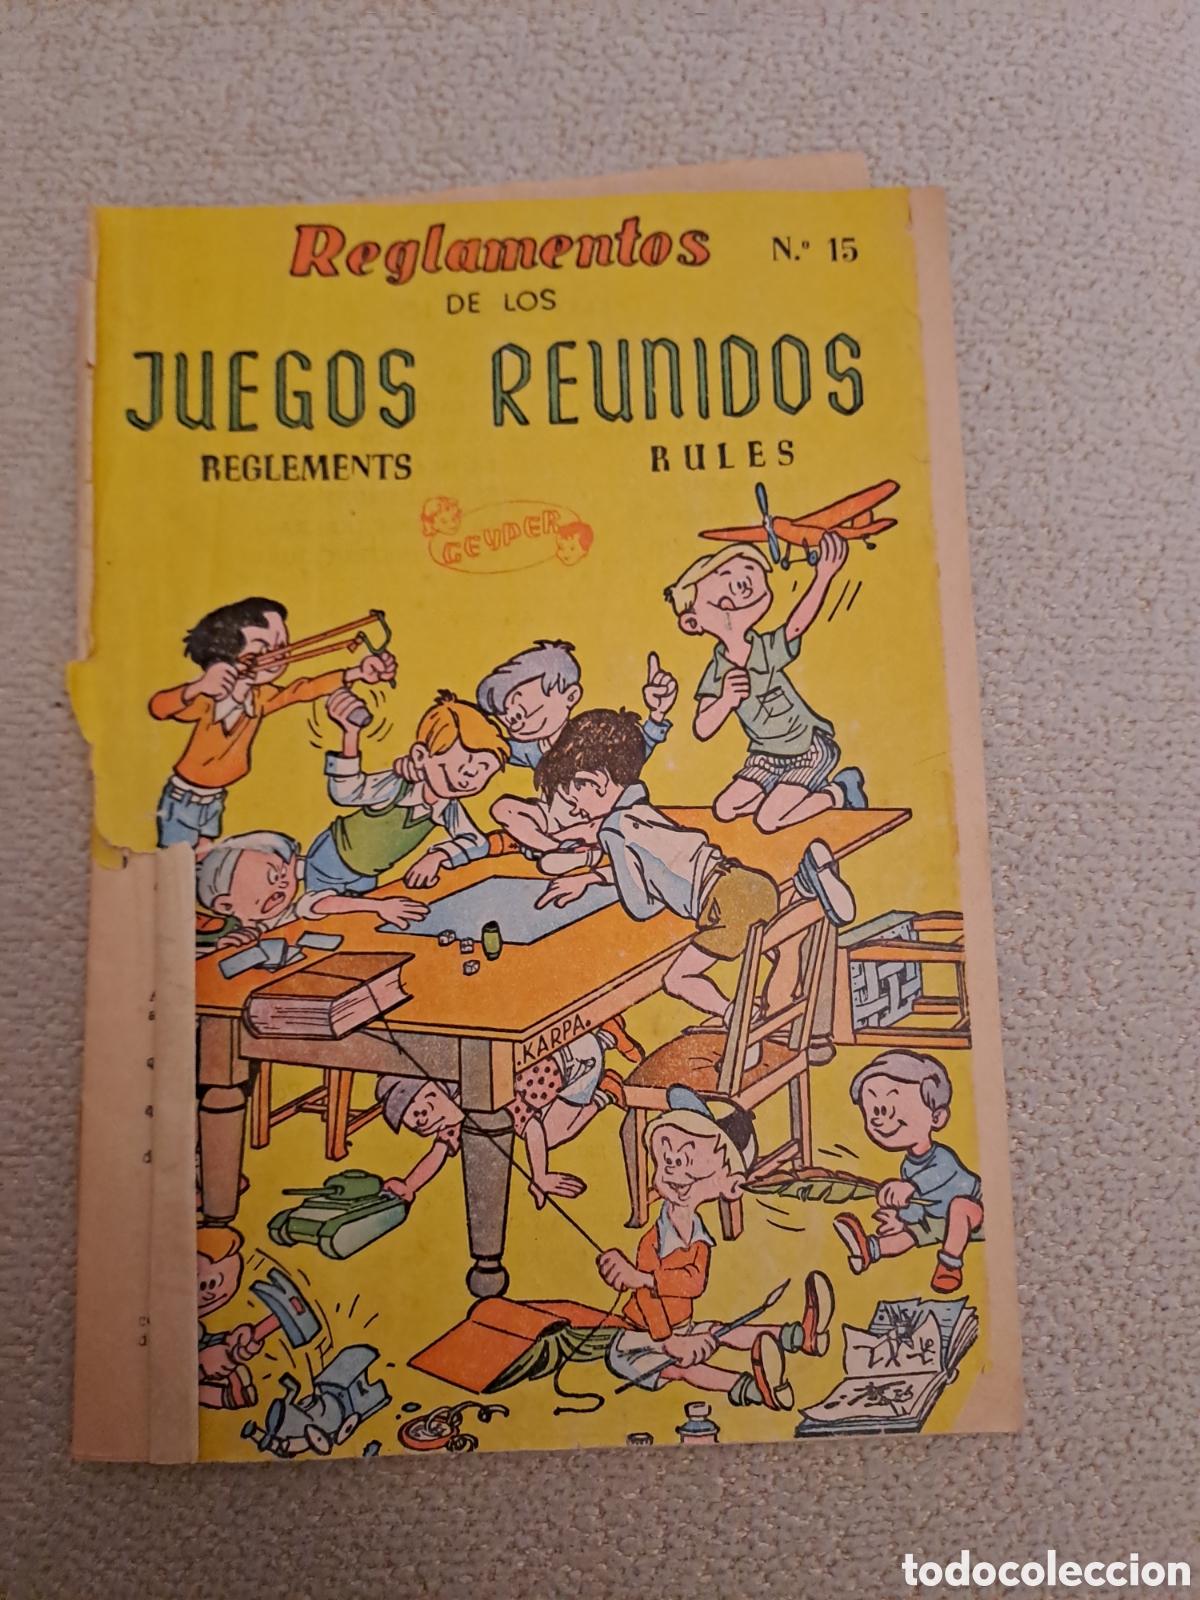 Reglamentos N.º 15
DE LOS
JUEGOS REUNIDOS
REGLEMENTS RULES
GEYPER
.KARPA.
todocoleccion